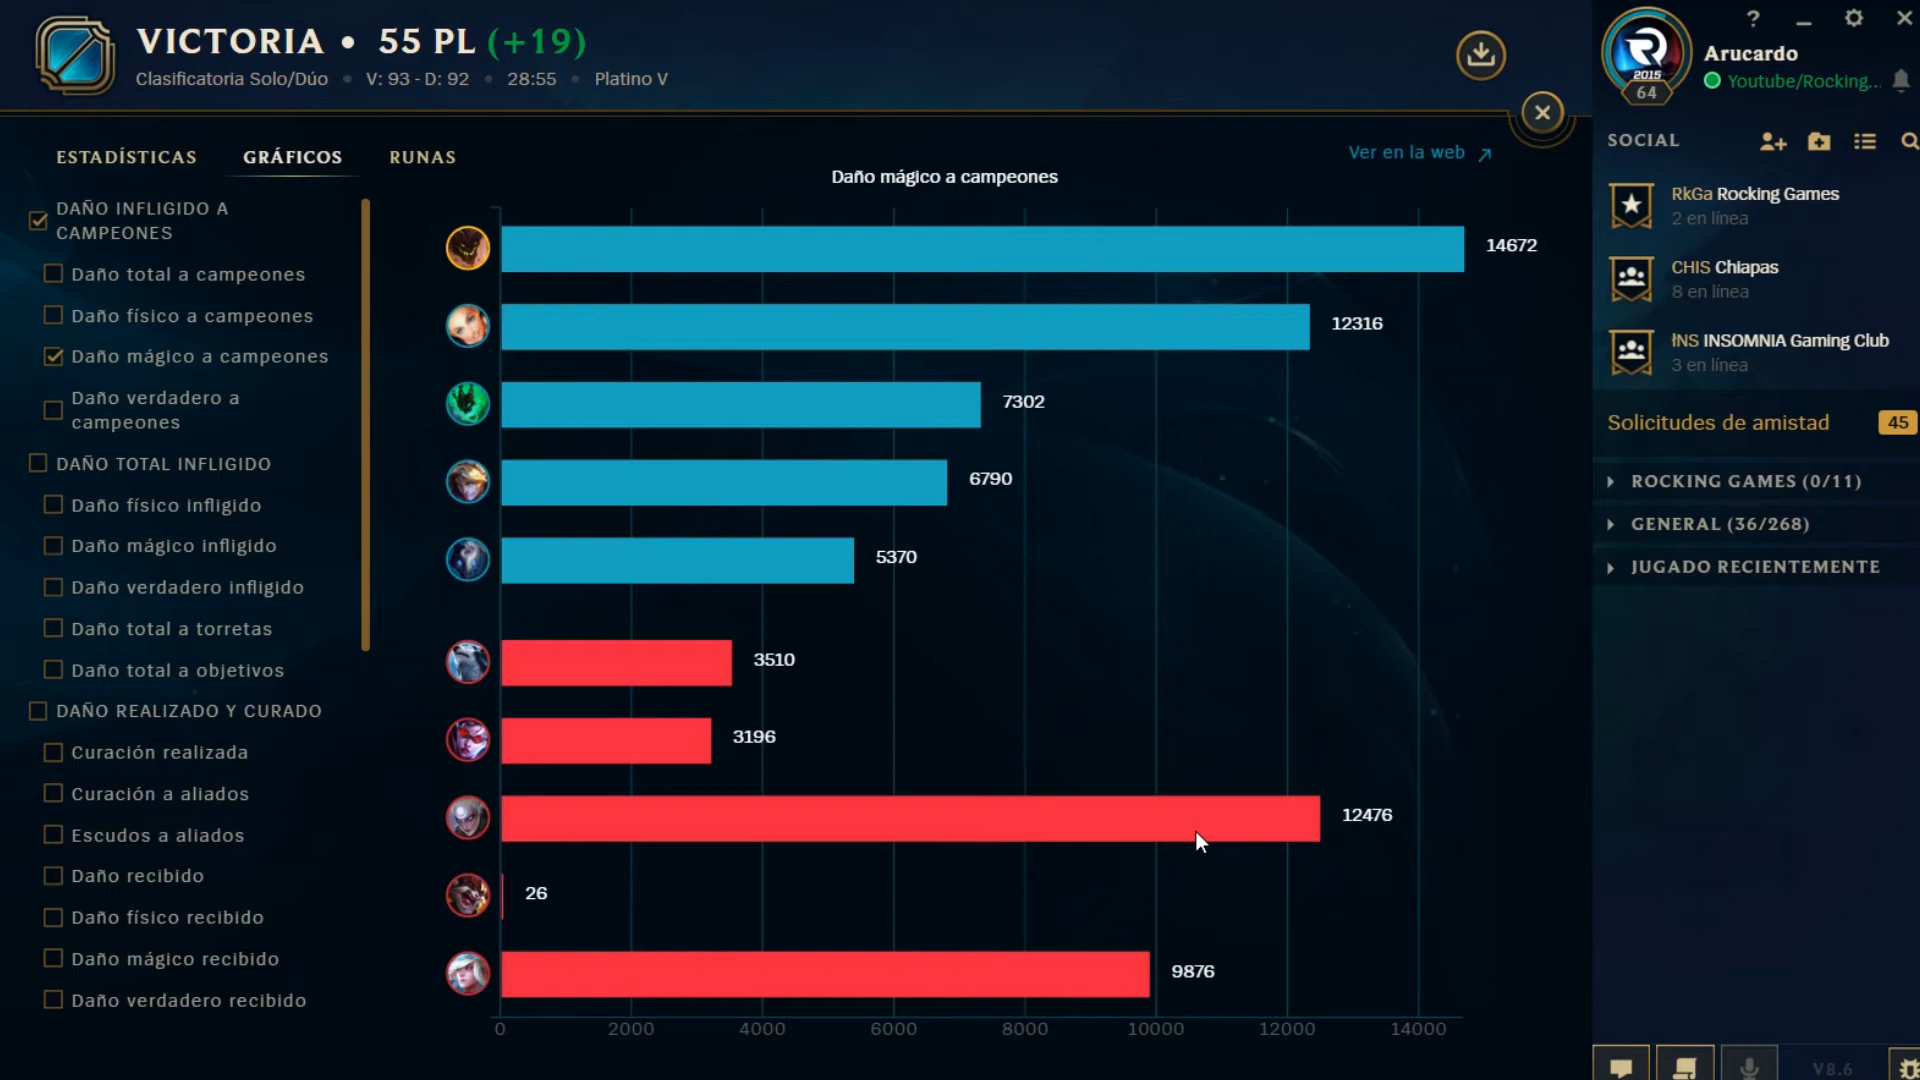 VICTORIA • 55 PL (+19)
Clasificatoria Solo/Dúo • V: 93 - D: 92 • 28:55 • Platino V
ESTADÍSTICAS GRÁFICOS RUNAS
Ver en la web
DAÑO INFLIGIDO A
CAMPEONES
Daño total a campeones
Daño físico a campeones
Daño mágico a campeones
Daño verdadero a
campeones
DAÑO TOTAL INFLIGIDO
Daño físico infligido
Daño mágico infligido
Daño verdadero infligido
Daño total a torretas
Daño total a objetivos
DAÑO REALIZADO Y CURADO
Curación realizada
Curación a aliados
Escudos a aliados
Daño recibido
Daño físico recibido
Daño mágico recibido
Daño verdadero recibido
Daño mágico a campeones
14672
12316
7302
6790
5370
3510
3196
12476
26
9876
0 2000 4000 6000 8000 10000 12000 14000
2015
64
Arucardo
Youtube/Rocking...
SOCIAL
RkGa Rocking Games
2 en línea
CHIS Chiapas
8 en línea
łNS INSOMNIA Gaming Club
3 en línea
Solicitudes de amistad 45
ROCKING GAMES (0/11)
GENERAL (36/268)
JUGADO RECIENTEMENTE
V8.6